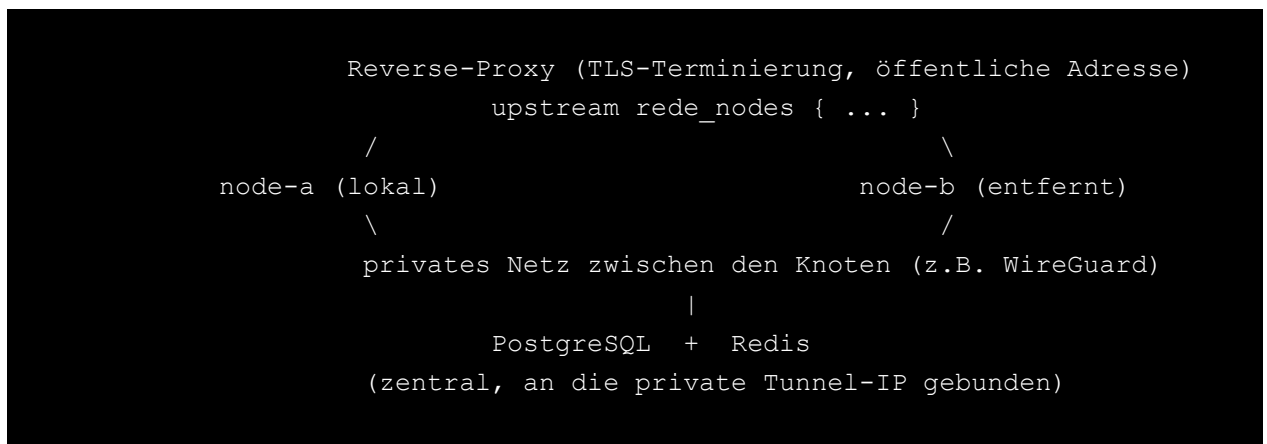 Reverse-Proxy (TLS-Terminierung, öffentliche Adresse)
upstream rede_nodes { ... }
/ \
node-a (lokal) node-b (entfernt)
\ /
privates Netz zwischen den Knoten (z.B. WireGuard)
|
PostgreSQL + Redis
(zentral, an die private Tunnel-IP gebunden)